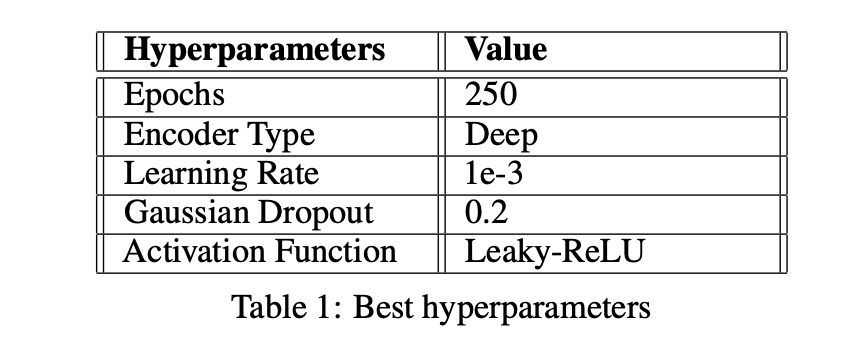 Hyperparameters Value
Epochs 250
Encoder Type Deep
Learning Rate 1e-3
Gaussian Dropout 0.2
Activation Function Leaky-ReLU
Table 1: Best hyperparameters